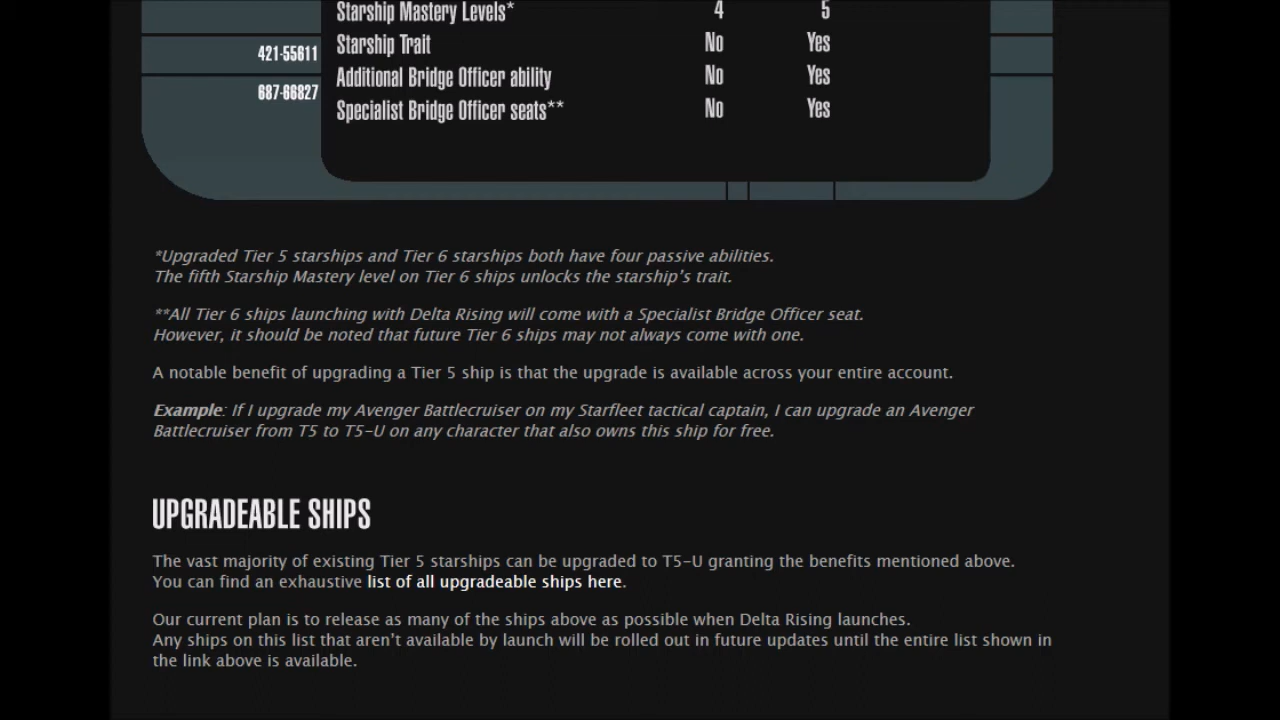 Starship Mastery Levels* 4 5
421-55611
Starship Trait No Yes
Additional Bridge Officer ability No Yes
687-66827
Specialist Bridge Officer seats** No Yes
*Upgraded Tier 5 starships and Tier 6 starships both have four passive abilities.
The fifth Starship Mastery level on Tier 6 ships unlocks the starship's trait.
**All Tier 6 ships launching with Delta Rising will come with a Specialist Bridge Officer seat.
However, it should be noted that future Tier 6 ships may not always come with one.
A notable benefit of upgrading a Tier 5 ship is that the upgrade is available across your entire account.
Example: If I upgrade my Avenger Battlecruiser on my Starfleet tactical captain, I can upgrade an Avenger
Battlecruiser from T5 to T5-U on any character that also owns this ship for free.
UPGRADEABLE SHIPS
The vast majority of existing Tier 5 starships can be upgraded to T5-U granting the benefits mentioned above.
You can find an exhaustive list of all upgradeable ships here.
Our current plan is to release as many of the ships above as possible when Delta Rising launches.
Any ships on this list that aren't available by launch will be rolled out in future updates until the entire list shown in
the link above is available.